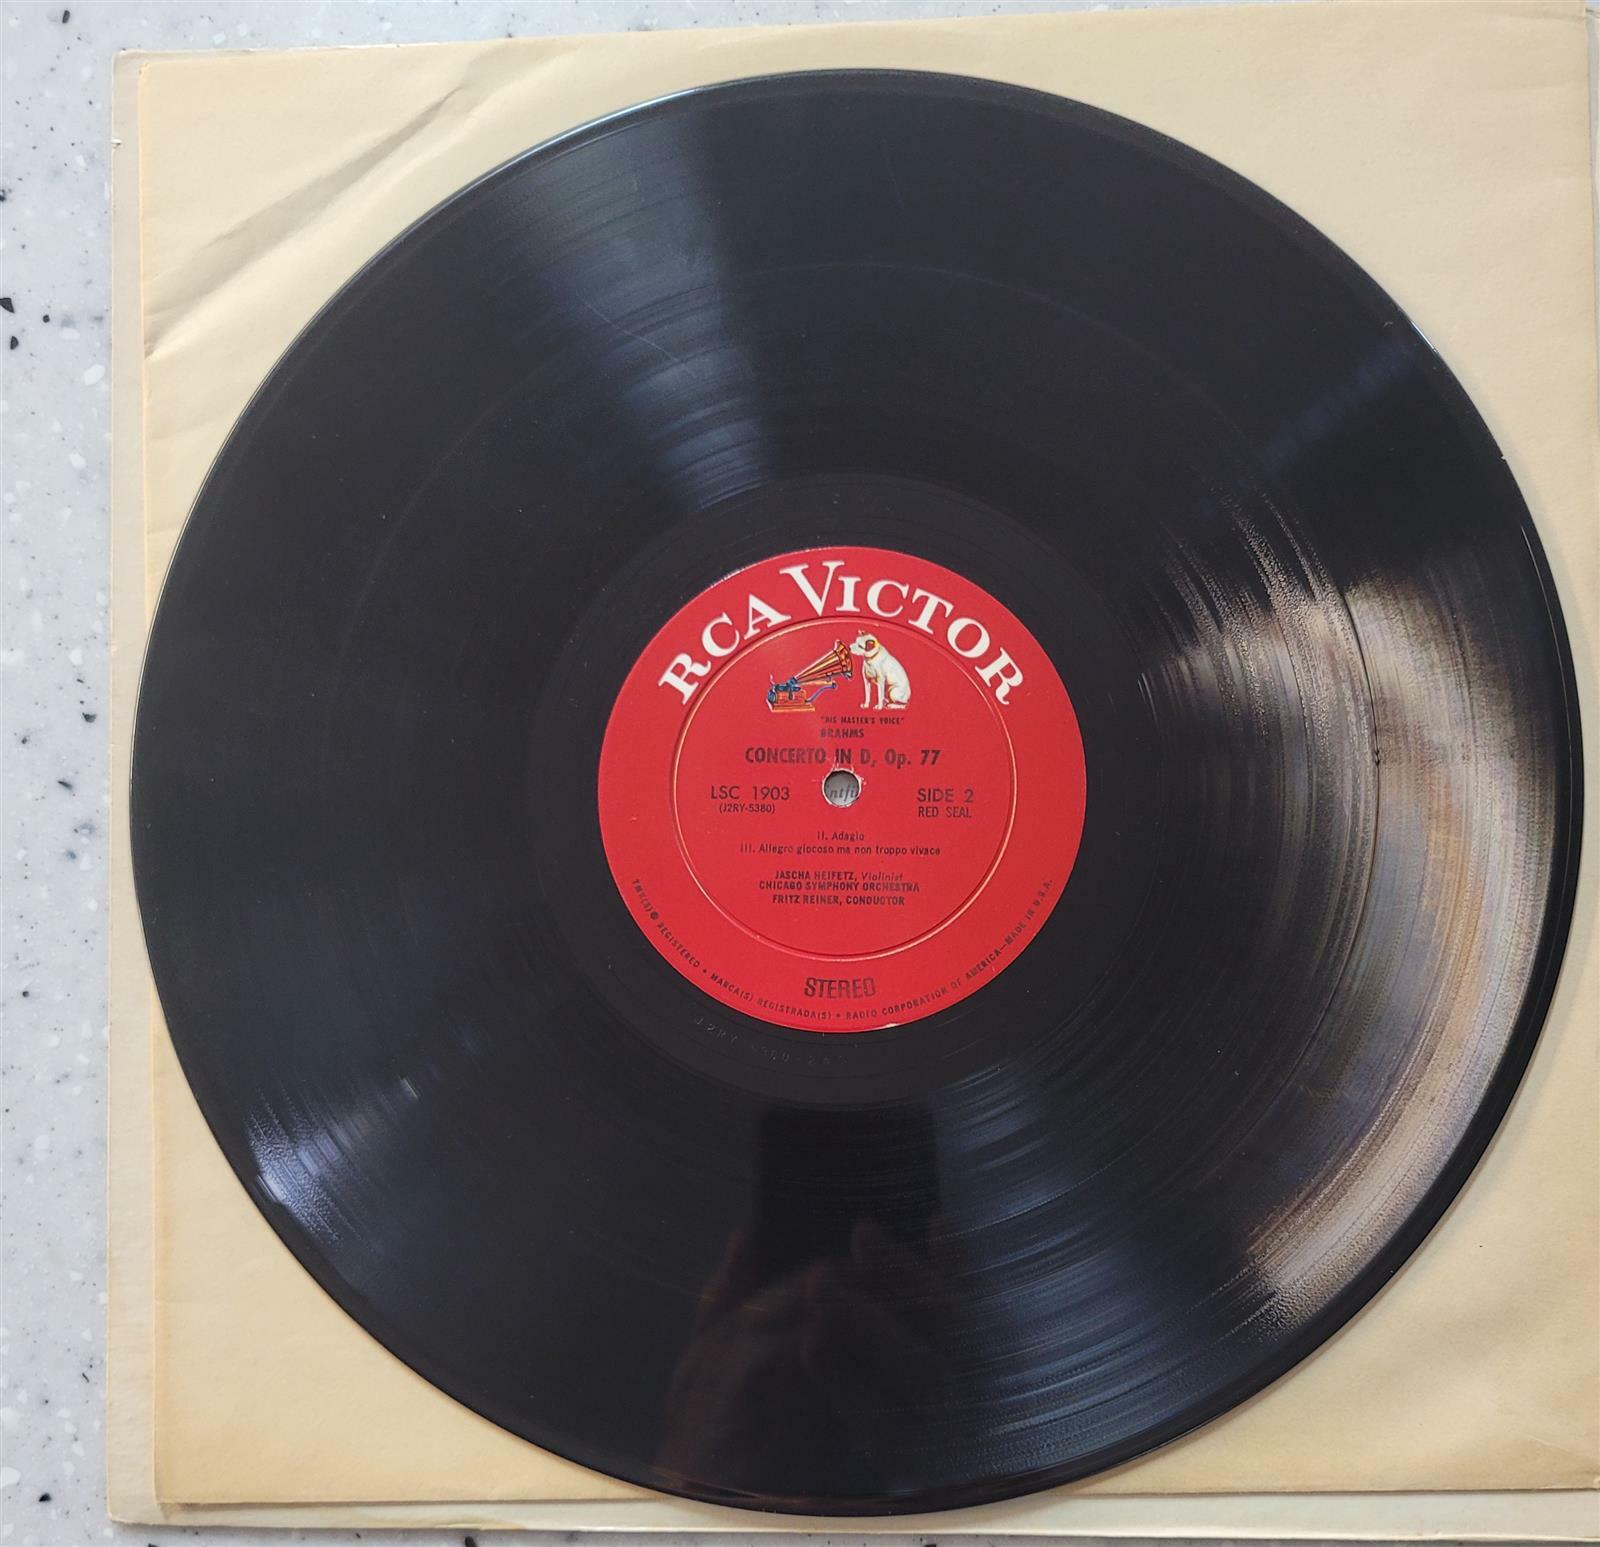 RCA VICTOR
"HIS MASTER'S VOICE"
BRAHMS
CONCERTO IN D, Op. 77
LSC 1903
(J2RY-5380)
SIDE 2
RED SEAL
II. Adagio
III. Allegro giocoso ma non troppo vivace
JASCHA HEIFETZ, Violinist
CHICAGO SYMPHONY ORCHESTRA
FRITZ REINER, CONDUCTOR
STEREO
TMK(S) ® REGISTERED • MARCA(S) REGISTRADA(S) • RADIO CORPORATION OF AMERICA—MADE IN U.S.A.